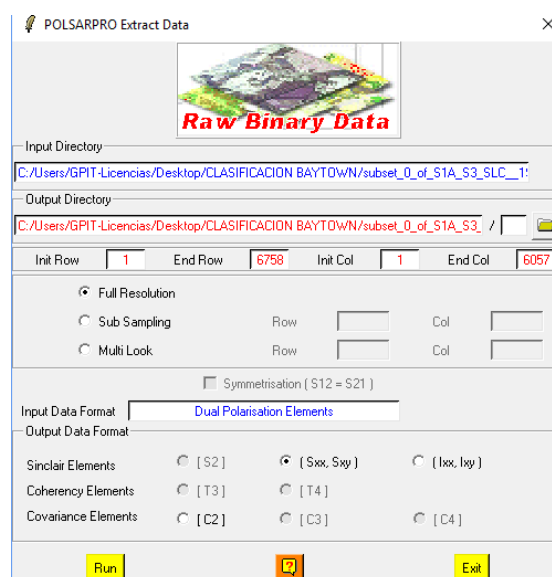 POLSARPRO Extract Data
Raw Binary Data
Input Directory
C:/Users/GPIT-Licencias/Desktop/CLASIFICACION BAYTOWN/subset_0_of_S1A_S3_SLC__1
Output Directory
C:/Users/GPIT-Licencias/Desktop/CLASIFICACION BAYTOWN/subset_0_of_S1A_S3_ /
Init Row 1 End Row 6758 Init Col 1 End Col 6057
Full Resolution
Sub Sampling Row Col
Multi Look Row Col
Symmetrisation ( S12 = S21 )
Input Data Format Dual Polarisation Elements
Output Data Format
Sinclair Elements [ S2 ] ( Sxx, Sxy ) ( Ixx, Ixy )
Coherency Elements [ T3 ] [ T4 ]
Covariance Elements [ C2 ] [ C3 ] [ C4 ]
Run ? Exit